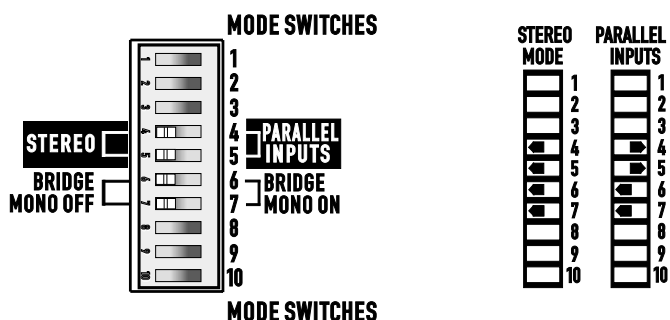 MODE SWITCHES
1
2
3
STEREO 4 PARALLEL
5 INPUTS
BRIDGE 6 BRIDGE
MONO OFF 7 MONO ON
8
9
10
MODE SWITCHES
STEREO
MODE
1
2
3
4
5
6
7
8
9
10
PARALLEL
INPUTS
1
2
3
4
5
6
7
8
9
10